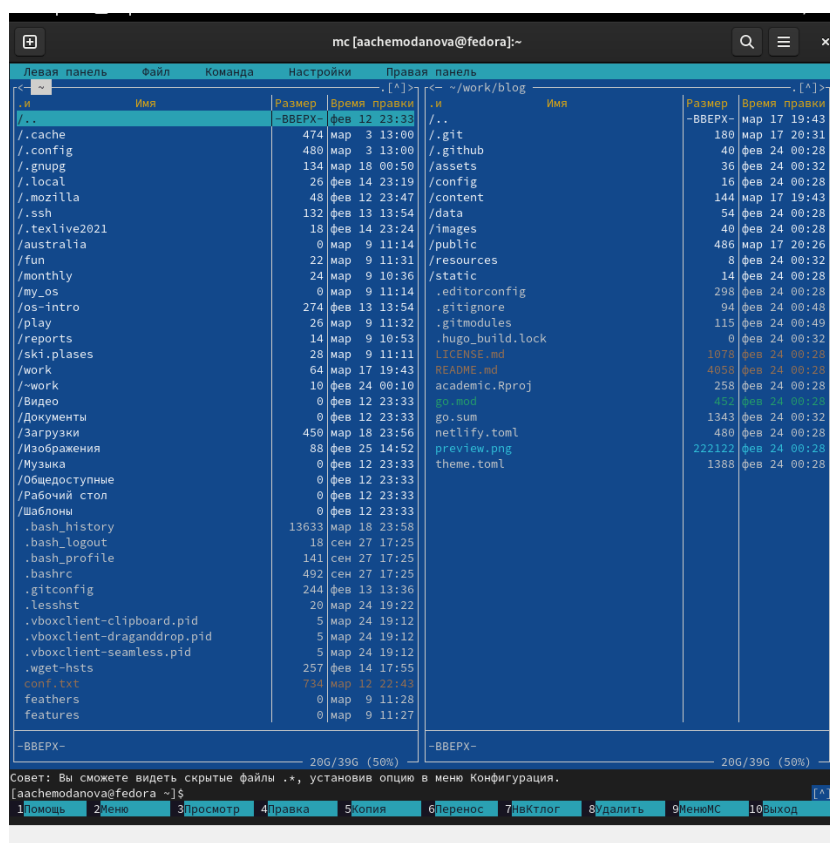 mc [aachemodanova@fedora]:~
Левая панель Файл Команда Настройки Правая панель
<- ~ .[^]>
.и Имя Размер Время правки
/.. -ВВЕРХ- фев 12 23:33
/.cache 474 мар 3 13:00
/.config 480 мар 3 13:00
/.gnupg 134 мар 18 00:50
/.local 26 фев 14 23:19
/.mozilla 48 фев 12 23:47
/.ssh 132 фев 13 13:54
/.texlive2021 18 фев 14 23:24
/australia 0 мар 9 11:14
/fun 22 мар 9 11:31
/monthly 24 мар 9 10:36
/my_os 0 мар 9 11:14
/os-intro 274 фев 13 13:54
/play 26 мар 9 11:32
/reports 14 мар 9 10:53
/ski.plases 28 мар 9 11:11
/work 64 мар 17 19:43
/~work 10 фев 24 00:10
/Видео 0 фев 12 23:33
/Документы 0 фев 12 23:33
/Загрузки 450 мар 18 23:56
/Изображения 88 фев 25 14:52
/Музыка 0 фев 12 23:33
/Общедоступные 0 фев 12 23:33
/Рабочий стол 0 фев 12 23:33
/Шаблоны 0 фев 12 23:33
.bash_history 13633 мар 18 23:58
.bash_logout 18 сен 27 17:25
.bash_profile 141 сен 27 17:25
.bashrc 492 сен 27 17:25
.gitconfig 244 фев 13 13:36
.lesshst 20 мар 24 19:22
.vboxclient-clipboard.pid 5 мар 24 19:12
.vboxclient-draganddrop.pid 5 мар 24 19:12
.vboxclient-seamless.pid 5 мар 24 19:12
.wget-hsts 257 фев 14 17:55
conf.txt 734 мар 12 22:43
feathers 0 мар 9 11:28
features 0 мар 9 11:27
-ВВЕРХ-
20G/39G (50%)
<- ~/work/blog .[^]>
.и Имя Размер Время правки
/.. -ВВЕРХ- мар 17 19:43
/.git 180 мар 17 20:31
/.github 40 фев 24 00:28
/assets 36 фев 24 00:32
/config 16 фев 24 00:28
/content 144 мар 17 19:43
/data 54 фев 24 00:28
/images 40 фев 24 00:28
/public 486 мар 17 20:26
/resources 8 фев 24 00:32
/static 14 фев 24 00:28
.editorconfig 298 фев 24 00:28
.gitignore 94 фев 24 00:48
.gitmodules 115 фев 24 00:49
.hugo_build.lock 0 фев 24 00:32
LICENSE.md 1078 фев 24 00:28
README.md 4058 фев 24 00:28
academic.Rproj 258 фев 24 00:28
go.mod 452 фев 24 00:28
go.sum 1343 фев 24 00:32
netlify.toml 480 фев 24 00:28
preview.png 222122 фев 24 00:28
theme.toml 1388 фев 24 00:28
-ВВЕРХ-
20G/39G (50%)
Совет: Вы сможете видеть скрытые файлы .*, установив опцию в меню Конфигурация.
[aachemodanova@fedora ~]$ [^]
1Помощь 2Меню 3Просмотр 4Правка 5Копия 6Перенос 7НвКтлог 8Удалить 9МенюМС 10Выход